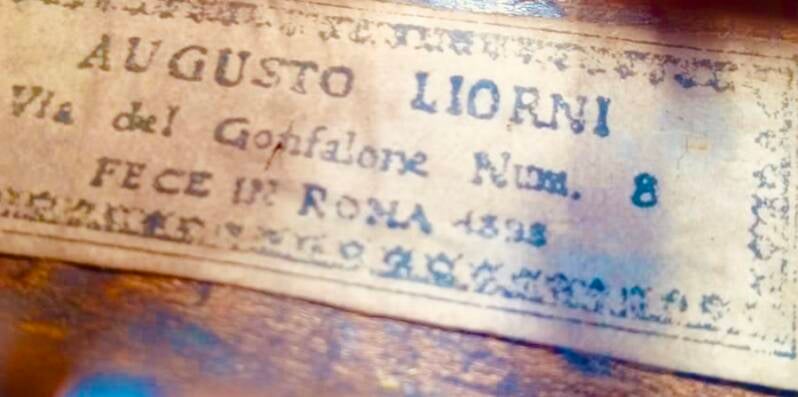 AUGUSTO LIORNI
Via del Gonfalone Num. 8
FECE IN ROMA